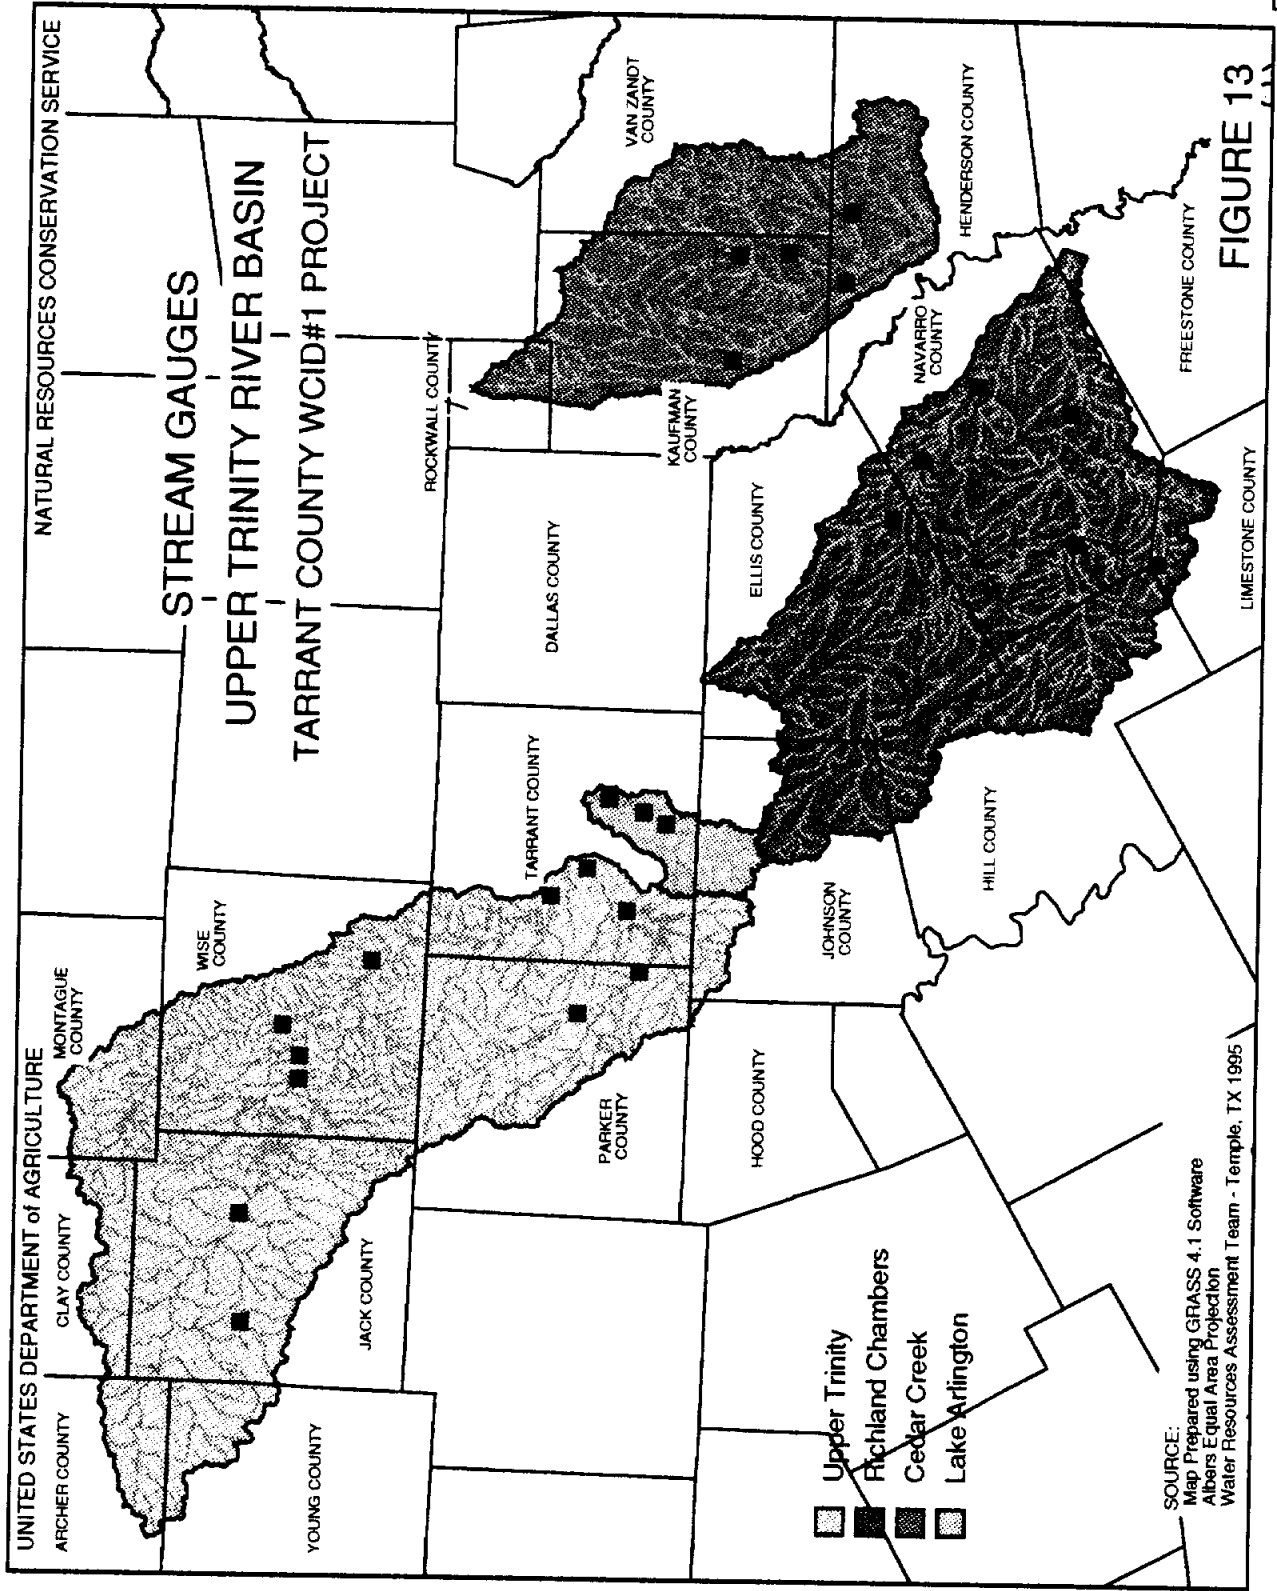 UNITED STATES DEPARTMENT of AGRICULTURE
NATURAL RESOURCES CONSERVATION SERVICE
STREAM GAUGES
UPPER TRINITY RIVER BASIN
TARRANT COUNTY WCID#1 PROJECT
ARCHER COUNTY
CLAY COUNTY
MONTAGUE
COUNTY
YOUNG COUNTY
JACK COUNTY
WISE
COUNTY
PARKER
COUNTY
TARRANT COUNTY
DALLAS COUNTY
ROCKWALL COUNTY
KAUFMAN
COUNTY
VAN ZANDT
COUNTY
HOOD COUNTY
JOHNSON
COUNTY
ELLIS COUNTY
NAVARRO
COUNTY
HENDERSON COUNTY
HILL COUNTY
LIMESTONE COUNTY
FREESTONE COUNTY
Upper Trinity
Richland Chambers
Cedar Creek
Lake Arlington
SOURCE:
Map Prepared using GRASS 4.1 Software
Albers Equal Area Projection
Water Resources Assessment Team - Temple, TX 1995
FIGURE 13